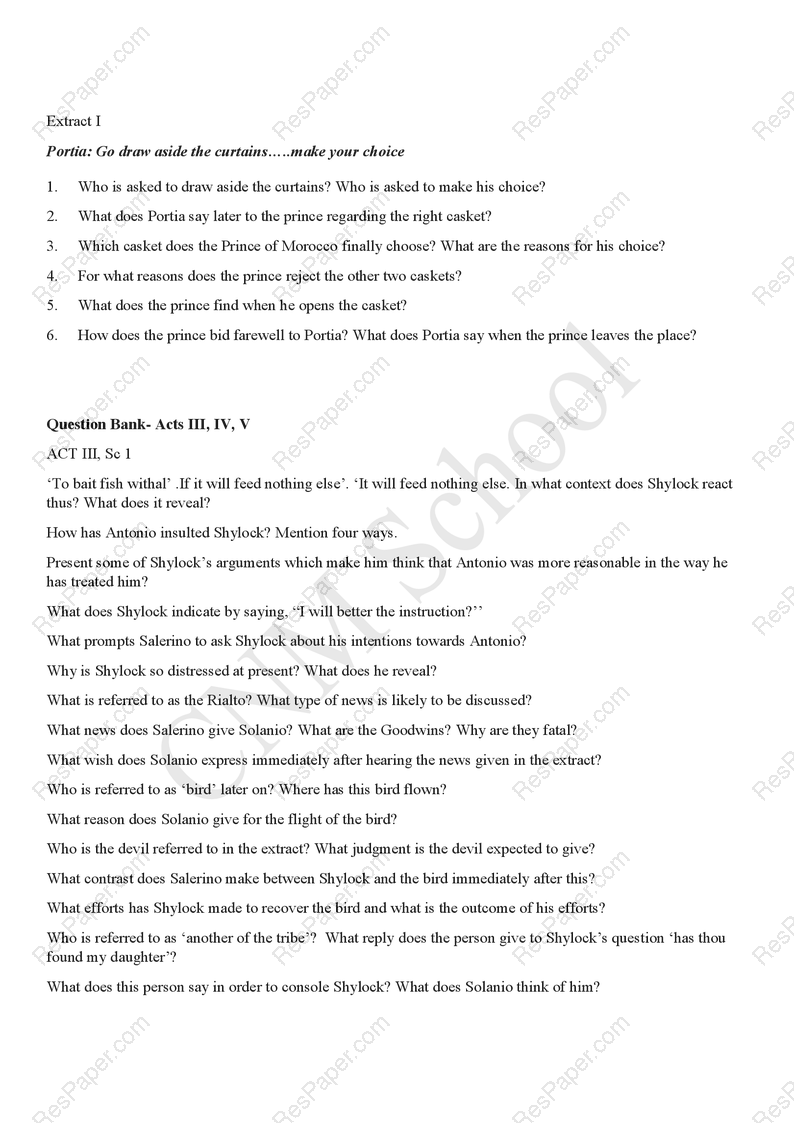 Extract I
Portia: Go draw aside the curtains…..make your choice
1. Who is asked to draw aside the curtains? Who is asked to make his choice?
2. What does Portia say later to the prince regarding the right casket?
3. Which casket does the Prince of Morocco finally choose? What are the reasons for his choice?
4. For what reasons does the prince reject the other two caskets?
5. What does the prince find when he opens the casket?
6. How does the prince bid farewell to Portia? What does Portia say when the prince leaves the place?
Question Bank- Acts III, IV, V
ACT III, Sc 1
‘To bait fish withal’ .If it will feed nothing else’. ‘It will feed nothing else. In what context does Shylock react
thus? What does it reveal?
How has Antonio insulted Shylock? Mention four ways.
Present some of Shylock’s arguments which make him think that Antonio was more reasonable in the way he
has treated him?
What does Shylock indicate by saying, “I will better the instruction?’’
What prompts Salerino to ask Shylock about his intentions towards Antonio?
Why is Shylock so distressed at present? What does he reveal?
What is referred to as the Rialto? What type of news is likely to be discussed?
What news does Salerino give Solanio? What are the Goodwins? Why are they fatal?
What wish does Solanio express immediately after hearing the news given in the extract?
Who is referred to as ‘bird’ later on? Where has this bird flown?
What reason does Solanio give for the flight of the bird?
Who is the devil referred to in the extract? What judgment is the devil expected to give?
What contrast does Salerino make between Shylock and the bird immediately after this?
What efforts has Shylock made to recover the bird and what is the outcome of his efforts?
Who is referred to as ‘another of the tribe’? What reply does the person give to Shylock’s question ‘has thou
found my daughter’?
What does this person say in order to console Shylock? What does Solanio think of him?
CNM School
ResPaper.com